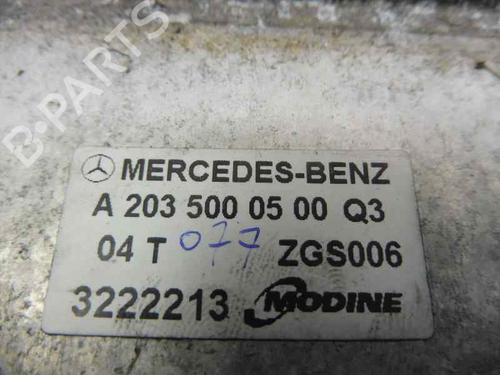 MERCEDES-BENZ
A 203 500 05 00 Q3
04 T 077 ZGS006
3222213 MODINE
B-PARTS